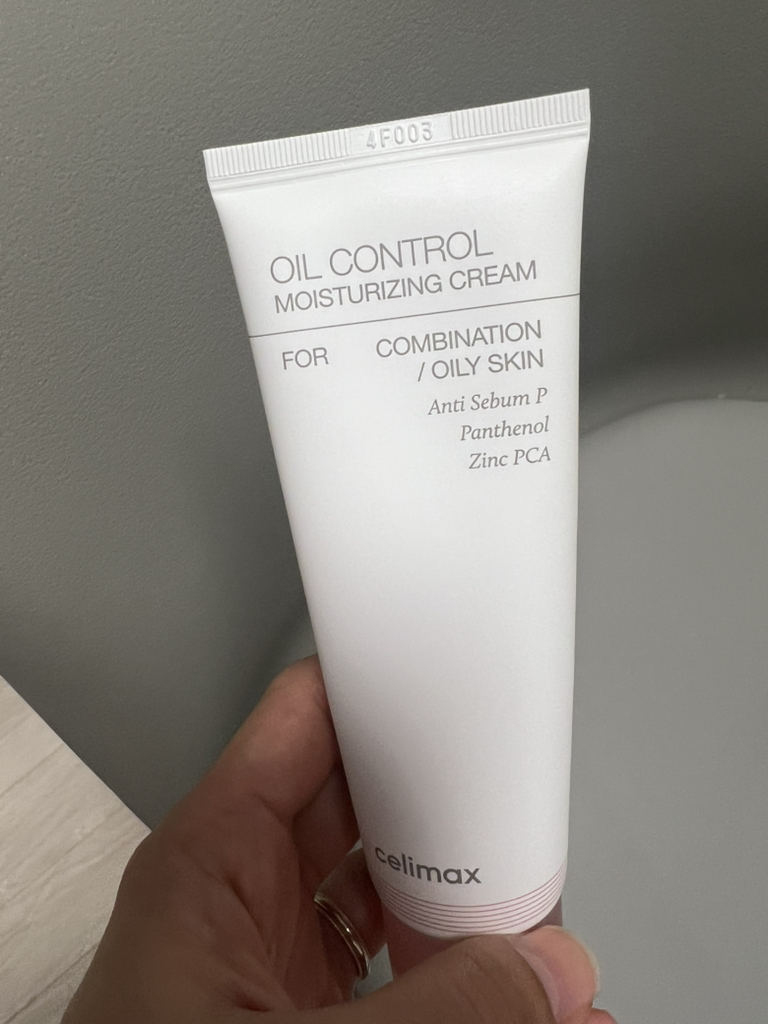 4F003
OIL CONTROL
MOISTURIZING CREAM
FOR COMBINATION
/ OILY SKIN
Anti Sebum P
Panthenol
Zinc PCA
celimax